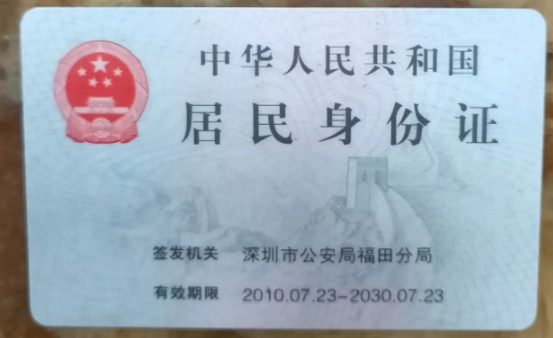 中华人民共和国
居民身份证
签发机关 深圳市公安局福田分局
有效期限 2010.07.23-2030.07.23